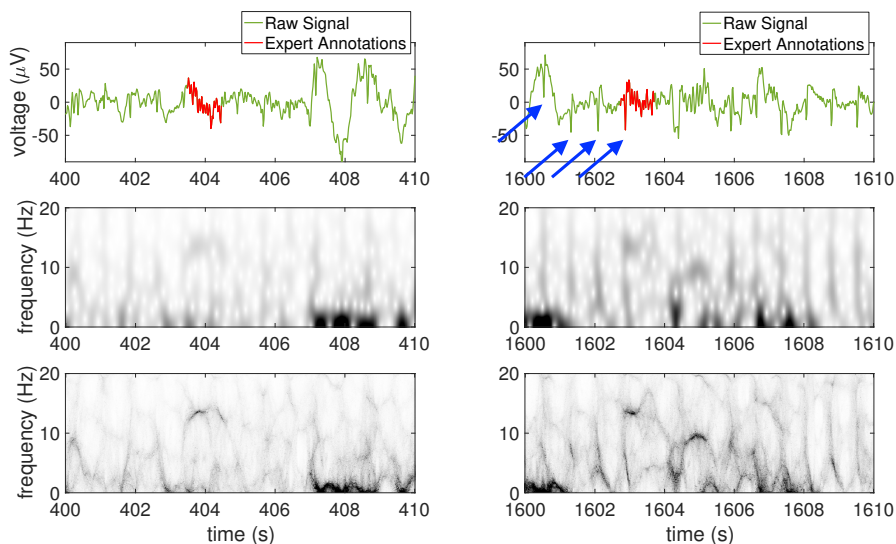 Raw Signal
Expert Annotations
voltage (μV)
50
0
-50
400 402 404 406 408 410
Raw Signal
Expert Annotations
50
0
-50
1600 1602 1604 1606 1608 1610
frequency (Hz)
20
10
0
400 402 404 406 408 410
20
10
0
1600 1602 1604 1606 1608 1610
frequency (Hz)
20
10
0
400 402 404 406 408 410
time (s)
20
10
0
1600 1602 1604 1606 1608 1610
time (s)